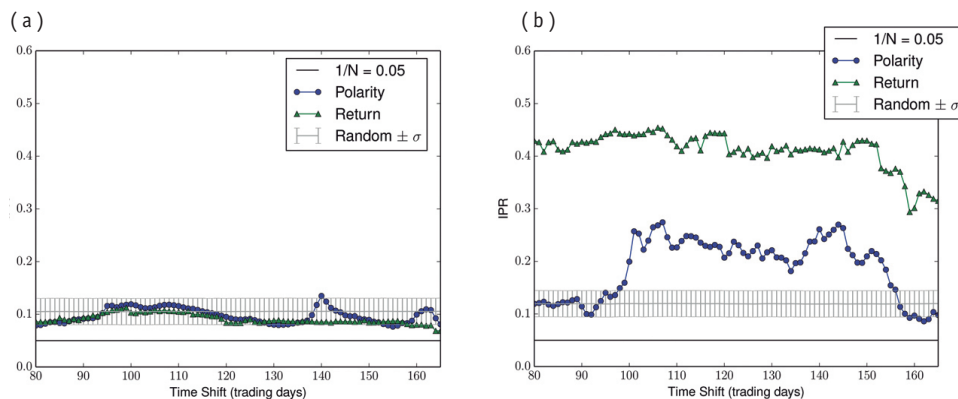 (a)
0.6
0.5
0.4
0.3
0.2
0.1
0.0
80 90 100 110 120 130 140 150 160
Time Shift (trading days)
1/N = 0.05
Polarity
Return
Random ± σ
(b)
0.6
0.5
0.4
0.3
0.2
0.1
0.0
IPR
80 90 100 110 120 130 140 150 160
Time Shift (trading days)
1/N = 0.05
Polarity
Return
Random ± σ